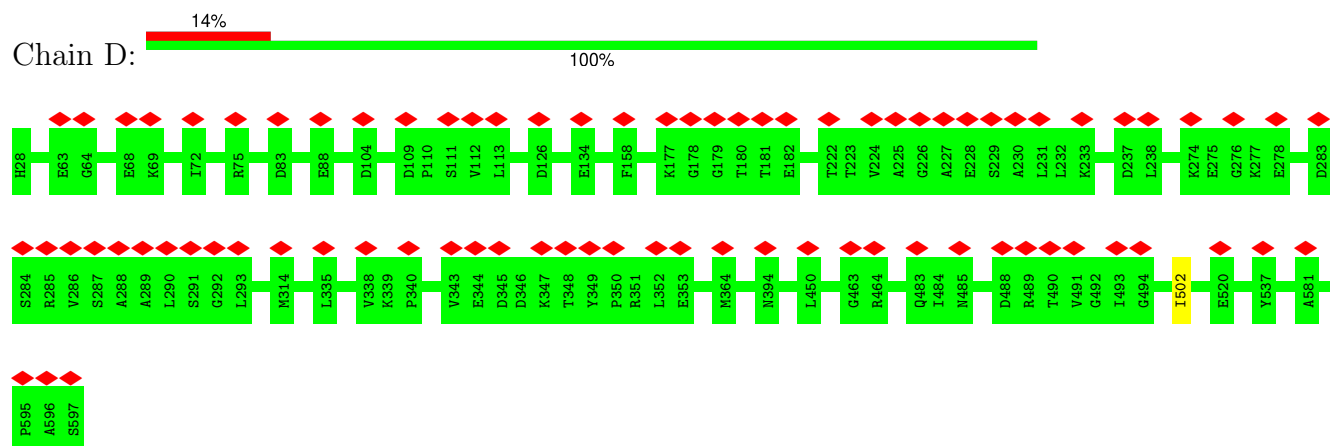 14%
Chain D:
100%
H28 E63 G64 E68 K69 I72 R75 D83 E88 D104 D109 P110 S111 V112 L113 D126 E134 F158 K177 G178 G179 T180 T181 E182 T222 T223 V224 A225 G226 A227 E228 S229 A230 L231 L232 K233 D237 L238 K274 E275 G276 K277 E278 D283
S284 R285 V286 S287 A288 A289 L290 S291 G292 L293 M314 L335 V338 K339 P340 V343 E344 D345 D346 K347 T348 Y349 P350 R351 L352 E353 M364 N394 L450 G463 R464 Q483 I484 N485 D488 R489 T490 V491 G492 I493 G494 I502 E520 Y537 A581
P595 A596 S597